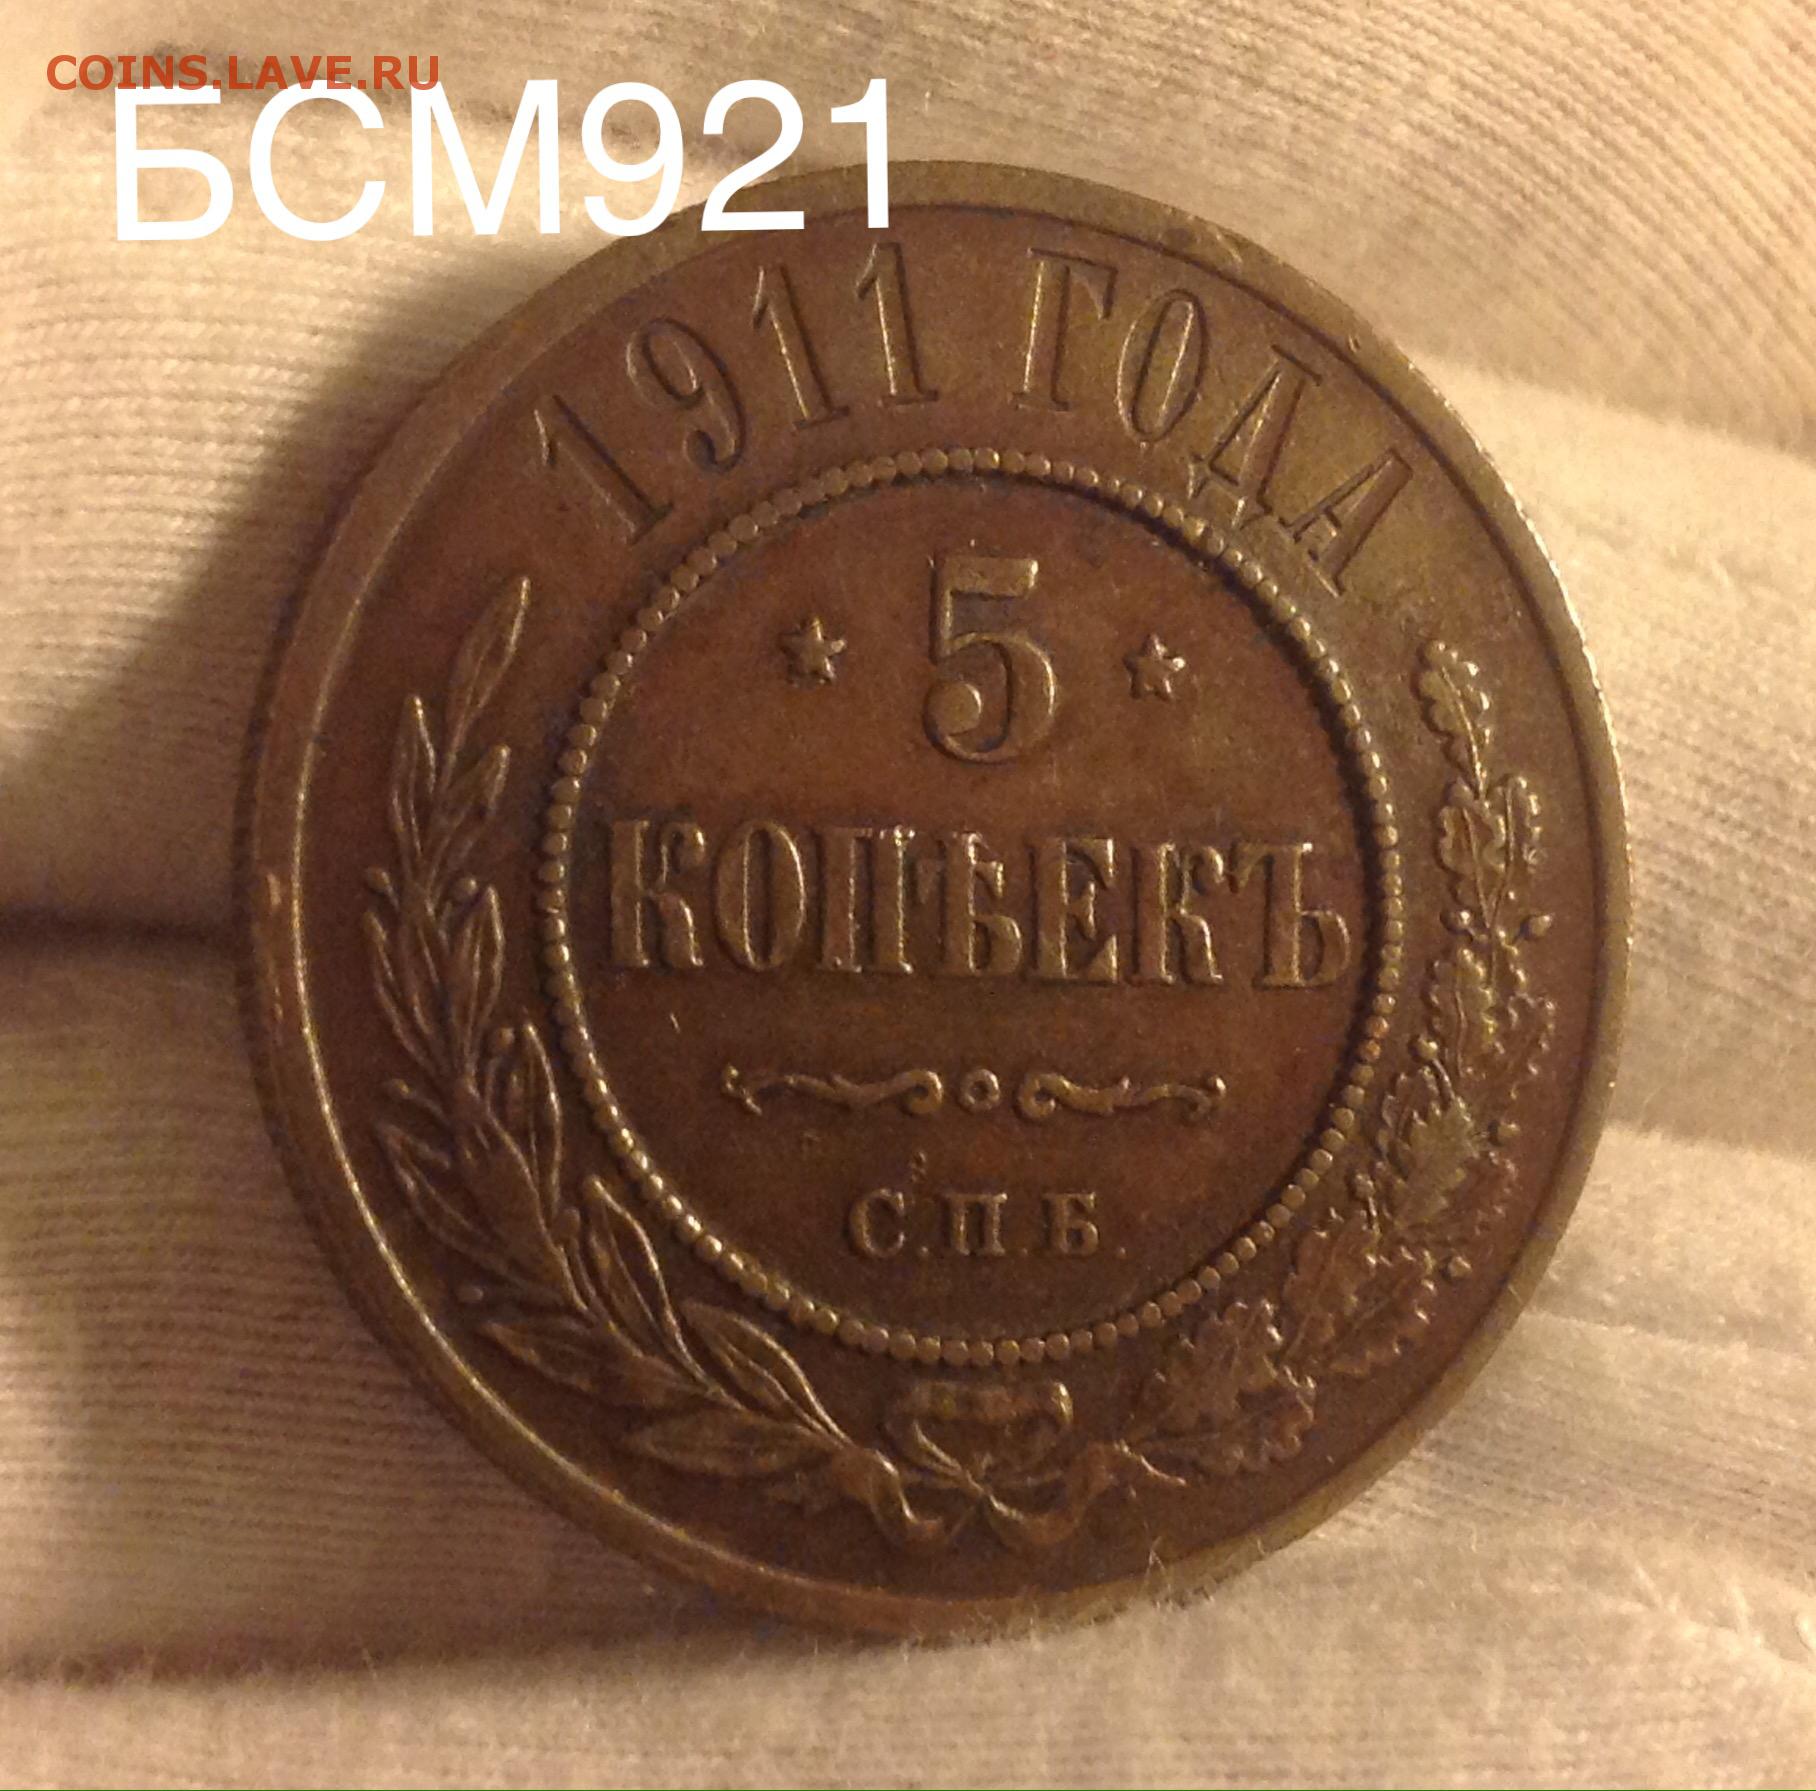 COINS.LAVE.RU
БСМ921
1911 ГОДА
5
КОПѢЕКЪ
С.П.Б.